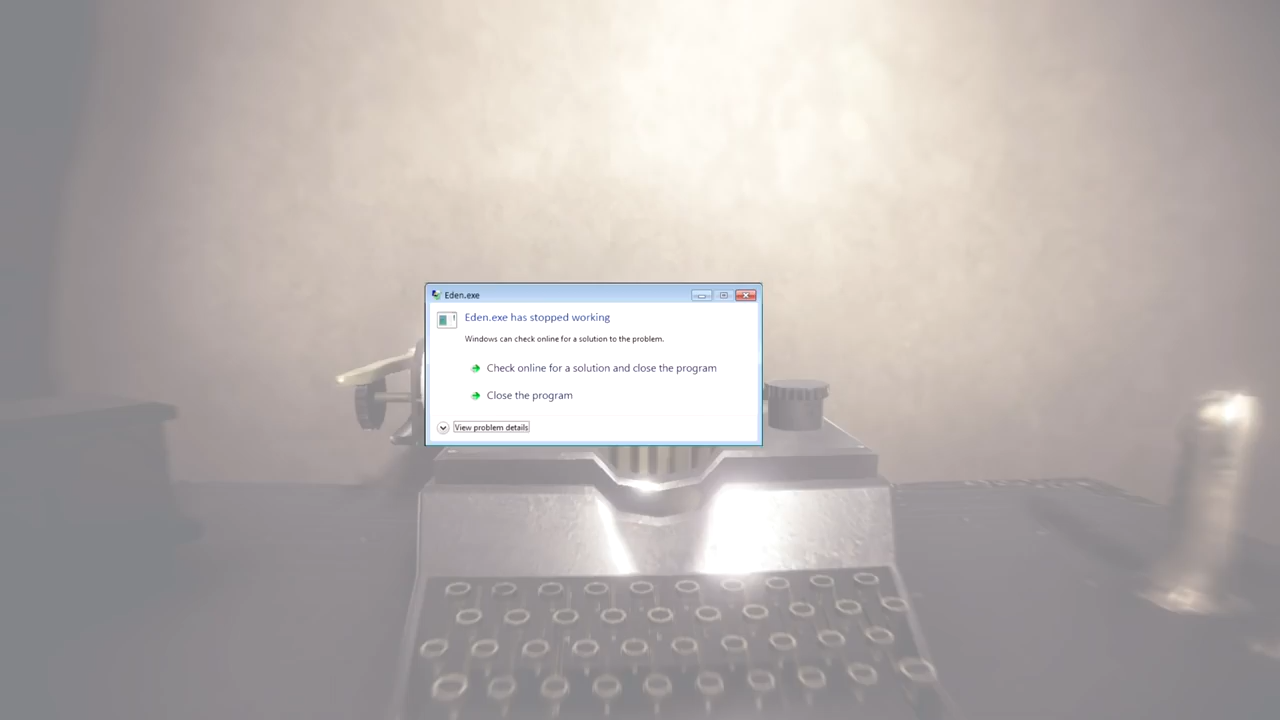 Eden.exe
Eden.exe has stopped working
Windows can check online for a solution to the problem.
Check online for a solution and close the program
Close the program
View problem details